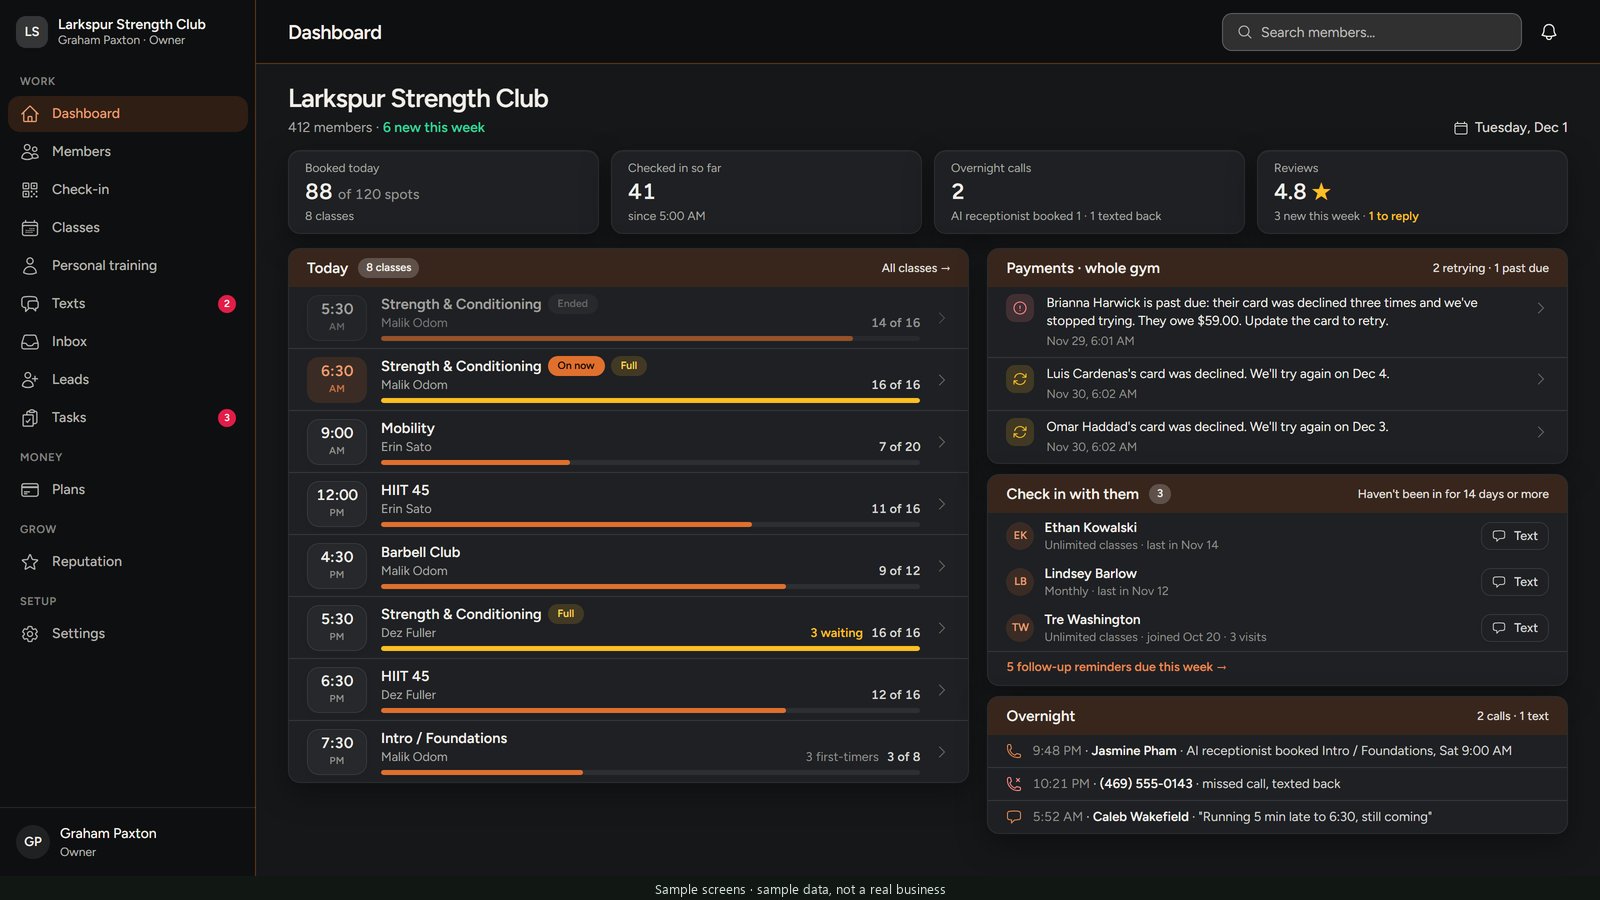 LS
Larkspur Strength Club
Graham Paxton · Owner
WORK
Dashboard
Members
Check-in
Classes
Personal training
Texts 2
Inbox
Leads
Tasks 3
MONEY
Plans
GROW
Reputation
SETUP
Settings
GP
Graham Paxton
Owner
Dashboard
Search members...
Larkspur Strength Club
412 members · 6 new this week
Tuesday, Dec 1
Booked today
88 of 120 spots
8 classes
Checked in so far
41
since 5:00 AM
Overnight calls
2
AI receptionist booked 1 · 1 texted back
Reviews
4.8 ★
3 new this week · 1 to reply
Today 8 classes All classes →
5:30 AM
Strength & Conditioning Ended
Malik Odom 14 of 16
6:30 AM
Strength & Conditioning On now Full
Malik Odom 16 of 16
9:00 AM
Mobility
Erin Sato 7 of 20
12:00 PM
HIIT 45
Erin Sato 11 of 16
4:30 PM
Barbell Club
Malik Odom 9 of 12
5:30 PM
Strength & Conditioning Full
Dez Fuller 3 waiting 16 of 16
6:30 PM
HIIT 45
Dez Fuller 12 of 16
7:30 PM
Intro / Foundations
Malik Odom 3 first-timers 3 of 8
Payments · whole gym 2 retrying · 1 past due
Brianna Harwick is past due: their card was declined three times and we've
stopped trying. They owe $59.00. Update the card to retry.
Nov 29, 6:01 AM
Luis Cardenas's card was declined. We'll try again on Dec 4.
Nov 30, 6:02 AM
Omar Haddad's card was declined. We'll try again on Dec 3.
Nov 30, 6:02 AM
Check in with them 3 Haven't been in for 14 days or more
EK
Ethan Kowalski
Unlimited classes · last in Nov 14
Text
LB
Lindsey Barlow
Monthly · last in Nov 12
Text
TW
Tre Washington
Unlimited classes · joined Oct 20 · 3 visits
Text
5 follow-up reminders due this week →
Overnight 2 calls · 1 text
9:48 PM · Jasmine Pham · AI receptionist booked Intro / Foundations, Sat 9:00 AM
10:21 PM · (469) 555-0143 · missed call, texted back
5:52 AM · Caleb Wakefield · "Running 5 min late to 6:30, still coming"
Sample screens · sample data, not a real business